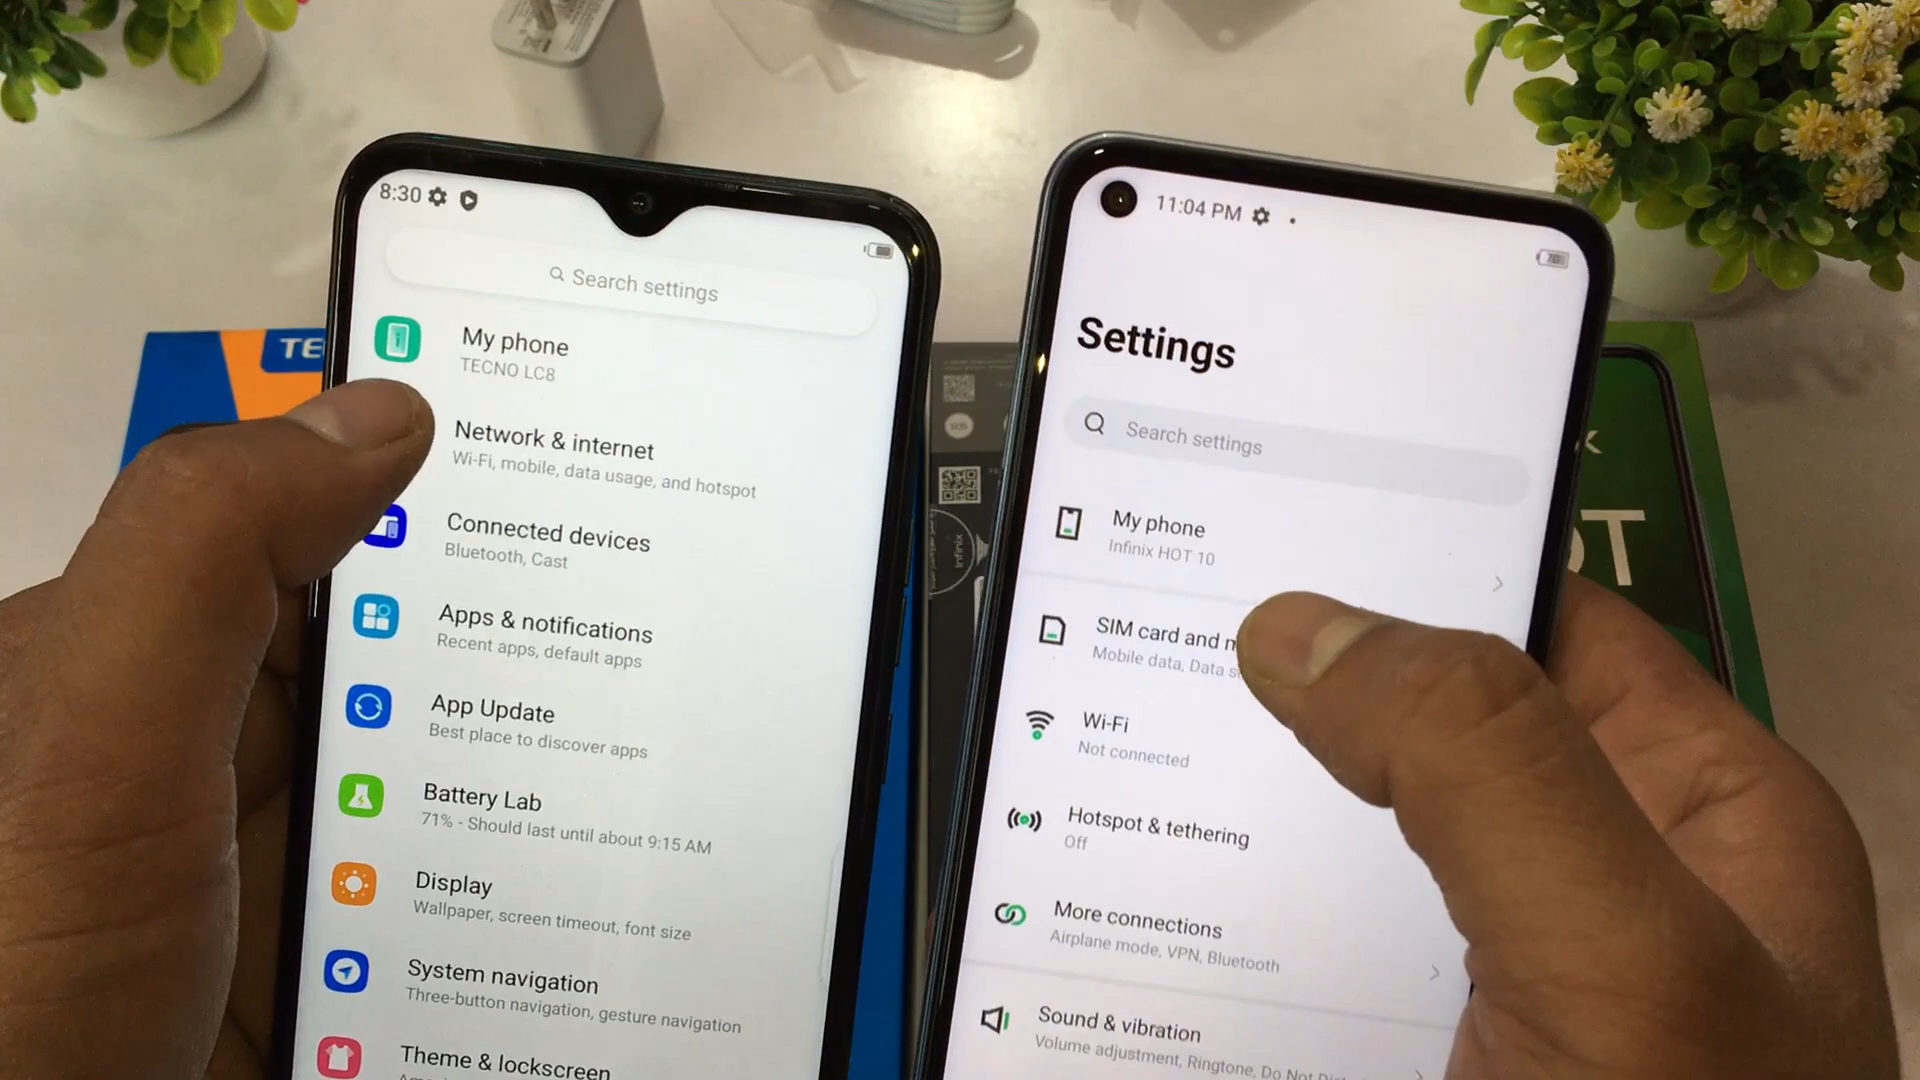 8:30
Search settings
My phone
TECNO LC8
Network & internet
Wi-Fi, mobile, data usage, and hotspot
Connected devices
Bluetooth, Cast
Apps & notifications
Recent apps, default apps
App Update
Best place to discover apps
Battery Lab
71% - Should last until about 9:15 AM
Display
Wallpaper, screen timeout, font size
System navigation
Three-button navigation, gesture navigation
Theme & lockscreen
11:04 PM
Settings
Search settings
My phone
Infinix HOT 10
SIM card and
Mobile data, Data
Wi-Fi
Not connected
Hotspot & tethering
Off
More connections
Airplane mode, VPN, Bluetooth
Sound & vibration
Volume adjustment, Ringtone, Do Not
TE
Infinix
OT